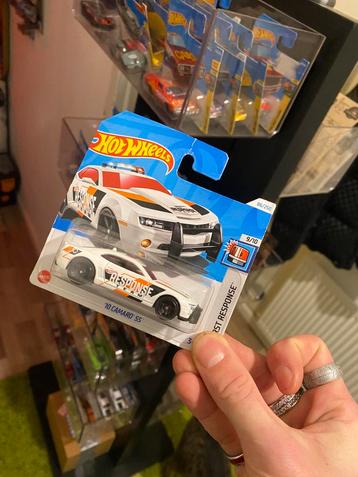 HOT WHEELS
RESPONSE
9/10
RESPONSE
'10 CAMARO SS
ST RESPONSE